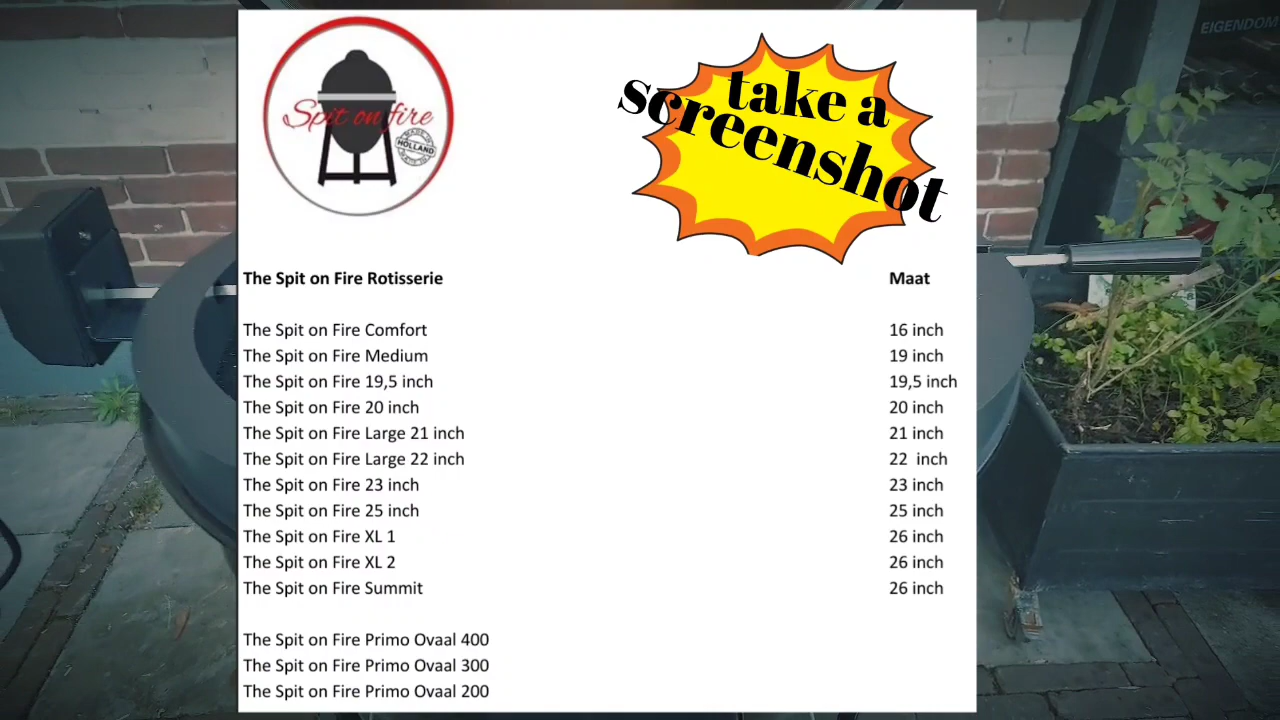 Spit on fire
HOLLAND
take a
screenshot
EIGENDOM
The Spit on Fire Rotisserie Maat
The Spit on Fire Comfort 16 inch
The Spit on Fire Medium 19 inch
The Spit on Fire 19,5 inch 19,5 inch
The Spit on Fire 20 inch 20 inch
The Spit on Fire Large 21 inch 21 inch
The Spit on Fire Large 22 inch 22 inch
The Spit on Fire 23 inch 23 inch
The Spit on Fire 25 inch 25 inch
The Spit on Fire XL 1 26 inch
The Spit on Fire XL 2 26 inch
The Spit on Fire Summit 26 inch
The Spit on Fire Primo Ovaal 400
The Spit on Fire Primo Ovaal 300
The Spit on Fire Primo Ovaal 200